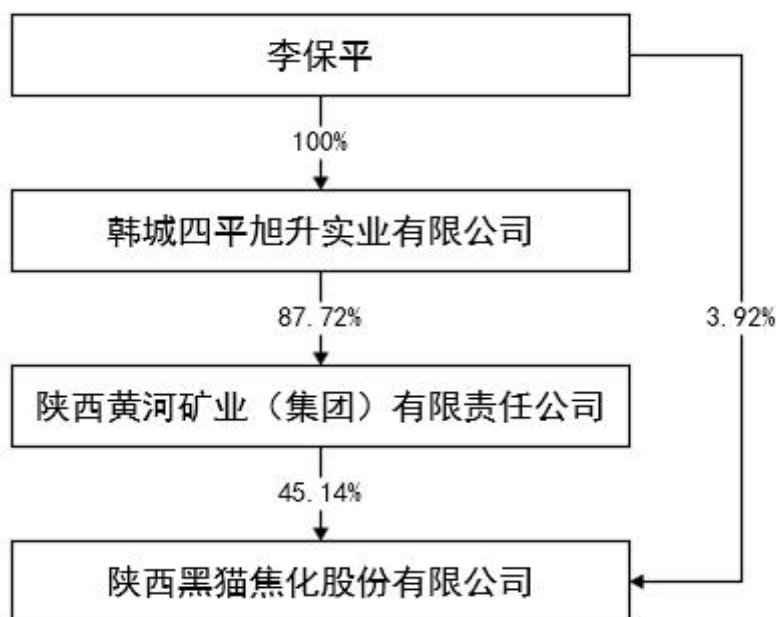 李保平
100%
韩城四平旭升实业有限公司
87.72%
3.92%
陕西黄河矿业（集团）有限责任公司
45.14%
陕西黑猫焦化股份有限公司